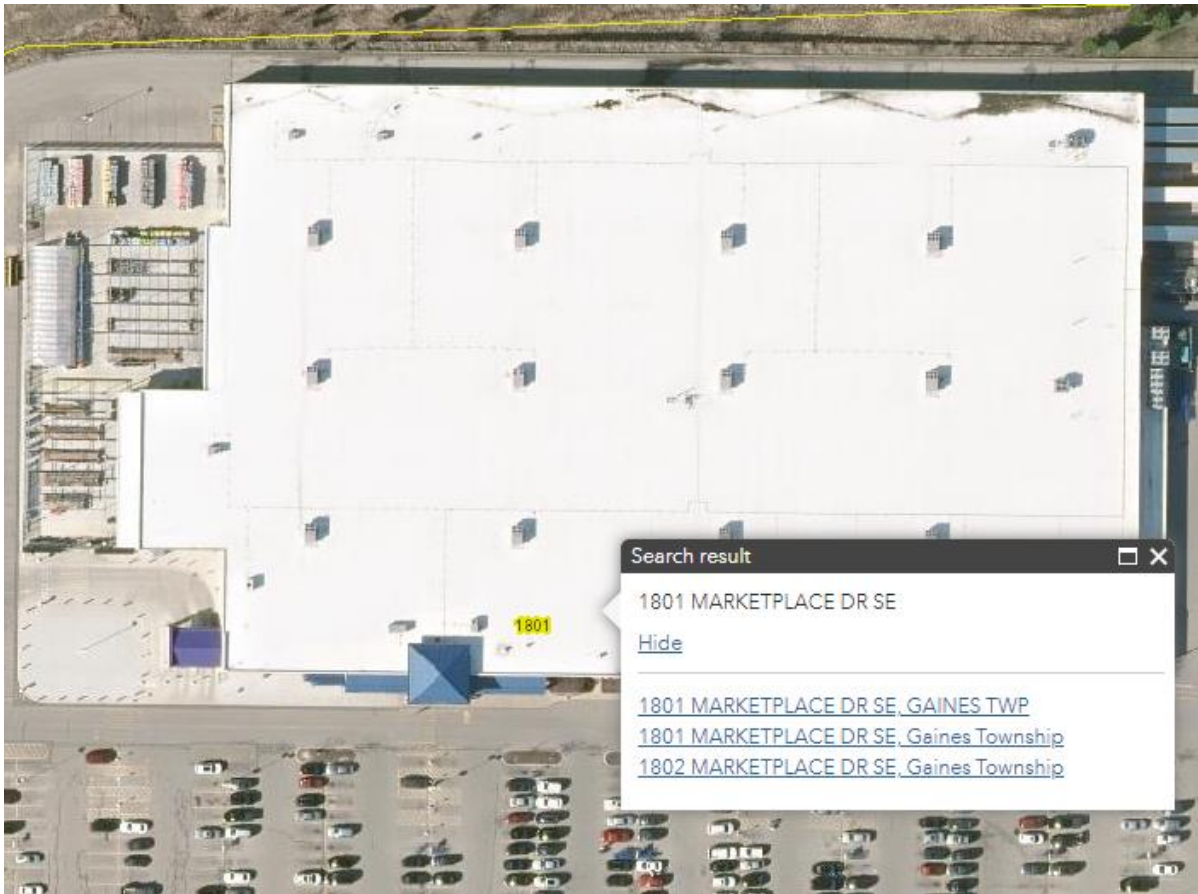 1801
Search result
1801 MARKETPLACE DR SE
Hide
1801 MARKETPLACE DR SE, GAINES TWP
1801 MARKETPLACE DR SE, Gaines Township
1802 MARKETPLACE DR SE, Gaines Township